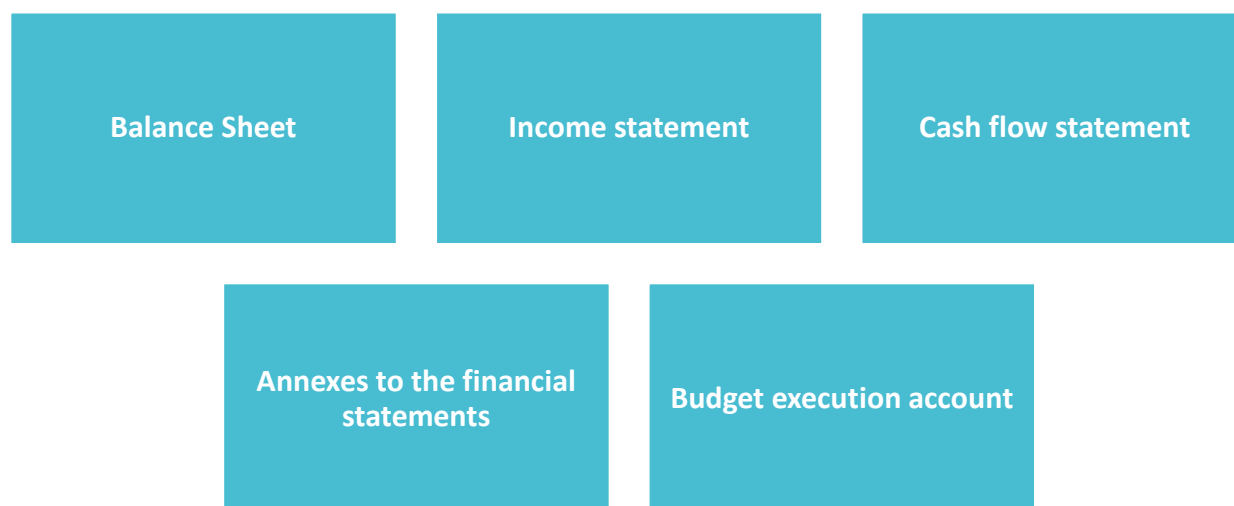 Balance Sheet
Income statement
Cash flow statement
Annexes to the financial
statements
Budget execution account